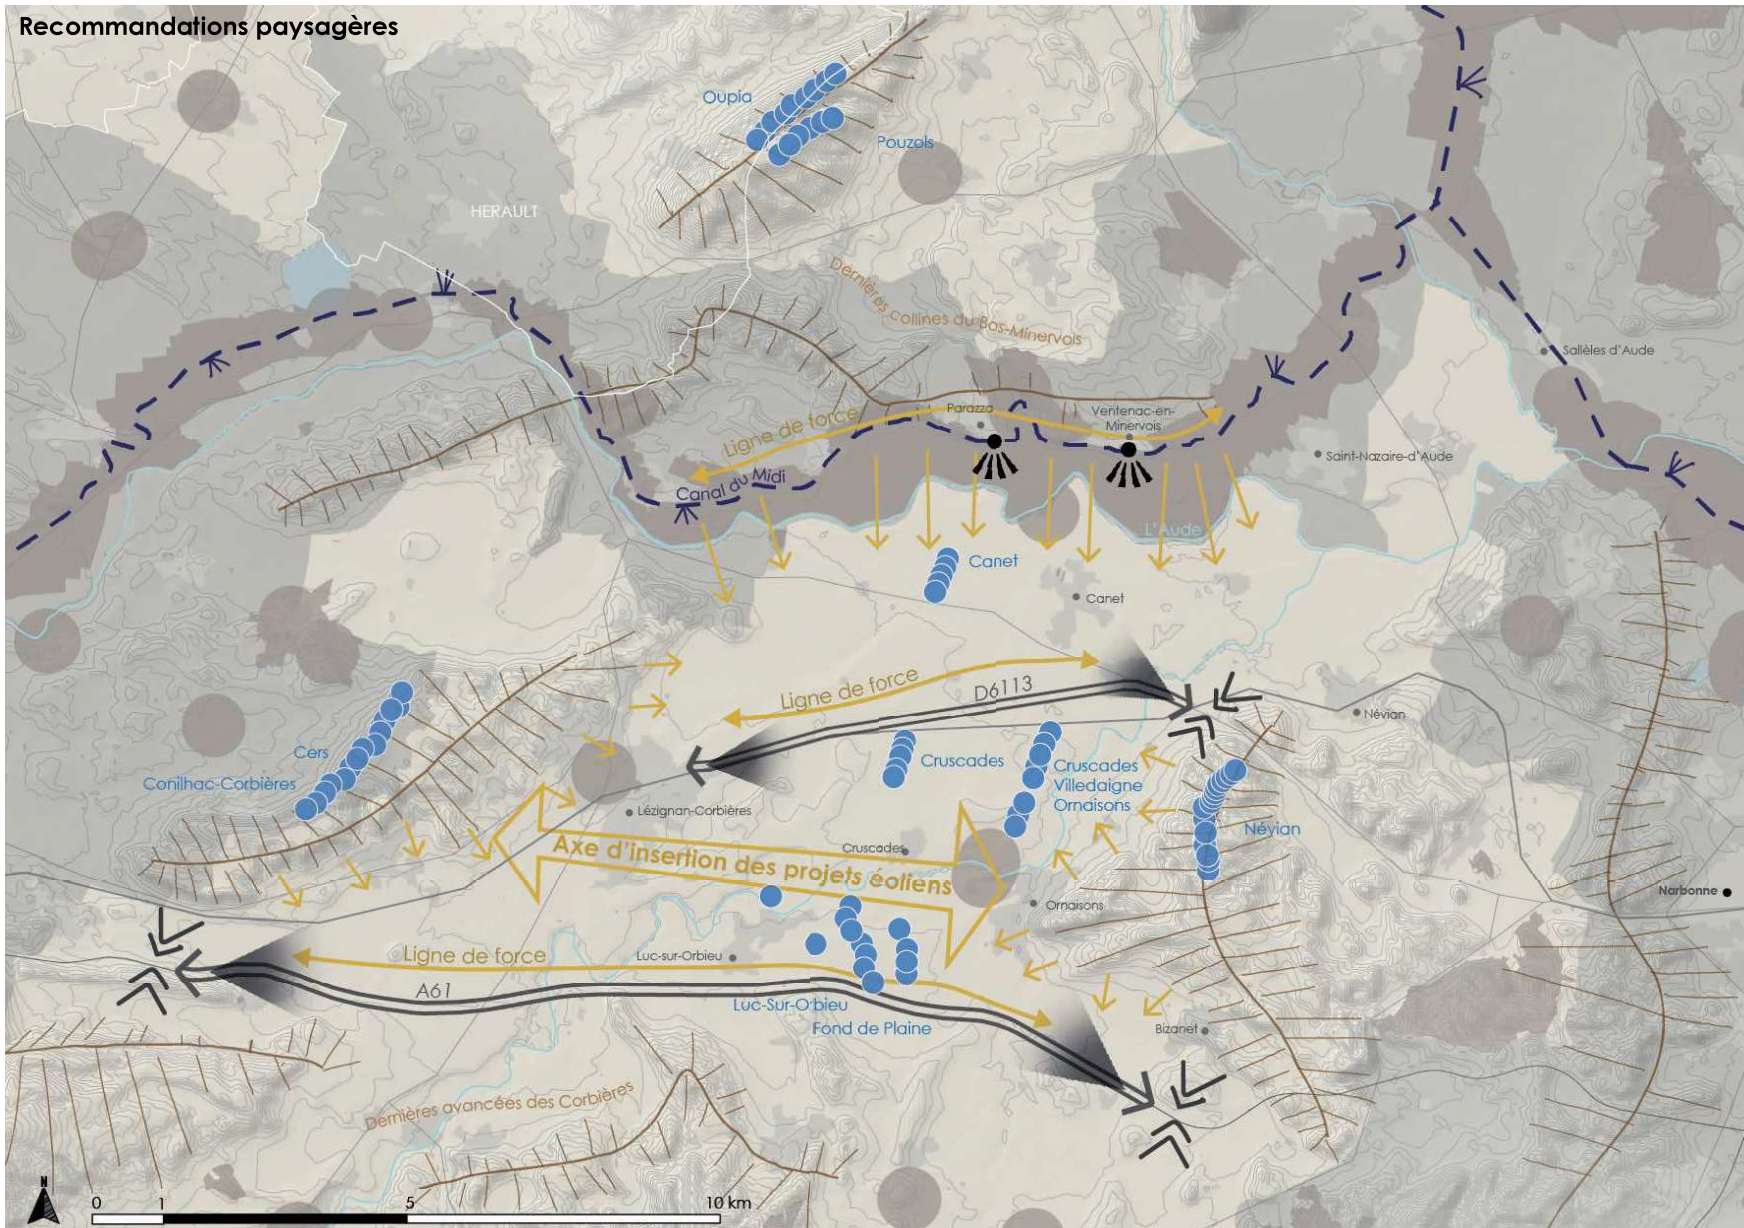 Recommandations paysagères
Oupia
Pouzols
HERAULT
Dernières collines du Bas-Minervois
Sallèles d'Aude
Ligne de force
Parazza
Ventenac-en-
Minervois
Saint-Nazaire-d'Aude
Canal du Midi
L'Aude
Canet
Canet
Ligne de force
D6113
Névian
Cers
Conilhac-Corbières
Cruscades
Cruscades
Villedaigne
Ornaisons
Lézignan-Corbières
Névian
Cruscades
Axe d'insertion des projets éoliens
Narbonne
Ornaisons
Ligne de force
Luc-sur-Orbieu
A61
Luc-Sur-Orbieu
Fond de Plaine
Bizanet
Dernières avancées des Corbières
N
0 1 5 10 km